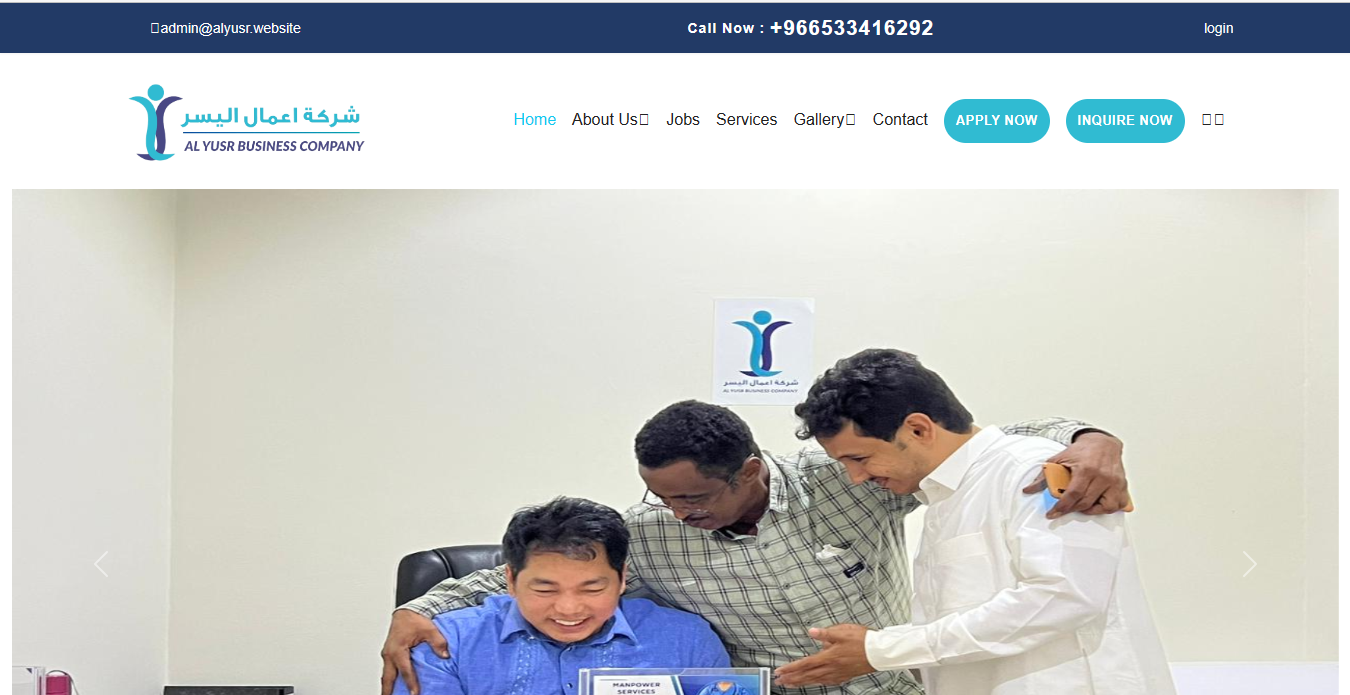 admin@alyusr.website
Call Now : +966533416292
login
شركة اعمال اليسر
AL YUSR BUSINESS COMPANY
Home About Us Jobs Services Gallery Contact APPLY NOW INQUIRE NOW
شركة اعمال اليسر
AL YUSR BUSINESS COMPANY
MANPOWER
SERVICES